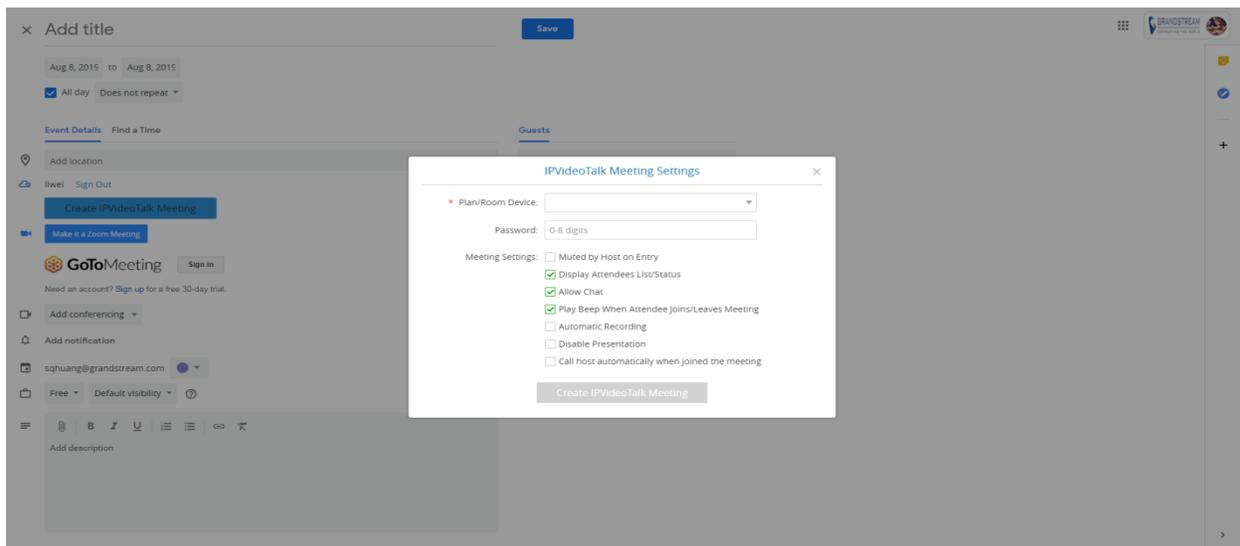 Add title
Save
GRANDSTREAM
CONNECTING THE WORLD
Aug 8, 2019 to Aug 8, 2019
All day Does not repeat
Event Details Find a Time
Guests
Add location
liwei Sign Out
Create IPVideoTalk Meeting
Make it a Zoom Meeting
GoToMeeting Sign in
Need an account? Sign up for a free 30-day trial.
Add conferencing
Add notification
sqhuang@grandstream.com
Free Default visibility
B I U
Add description
IPVideoTalk Meeting Settings
* Plan/Room Device:
Password: 0-8 digits
Meeting Settings: Muted by Host on Entry
Display Attendees List/Status
Allow Chat
Play Beep When Attendee Joins/Leaves Meeting
Automatic Recording
Disable Presentation
Call host automatically when joined the meeting
Create IPVideoTalk Meeting